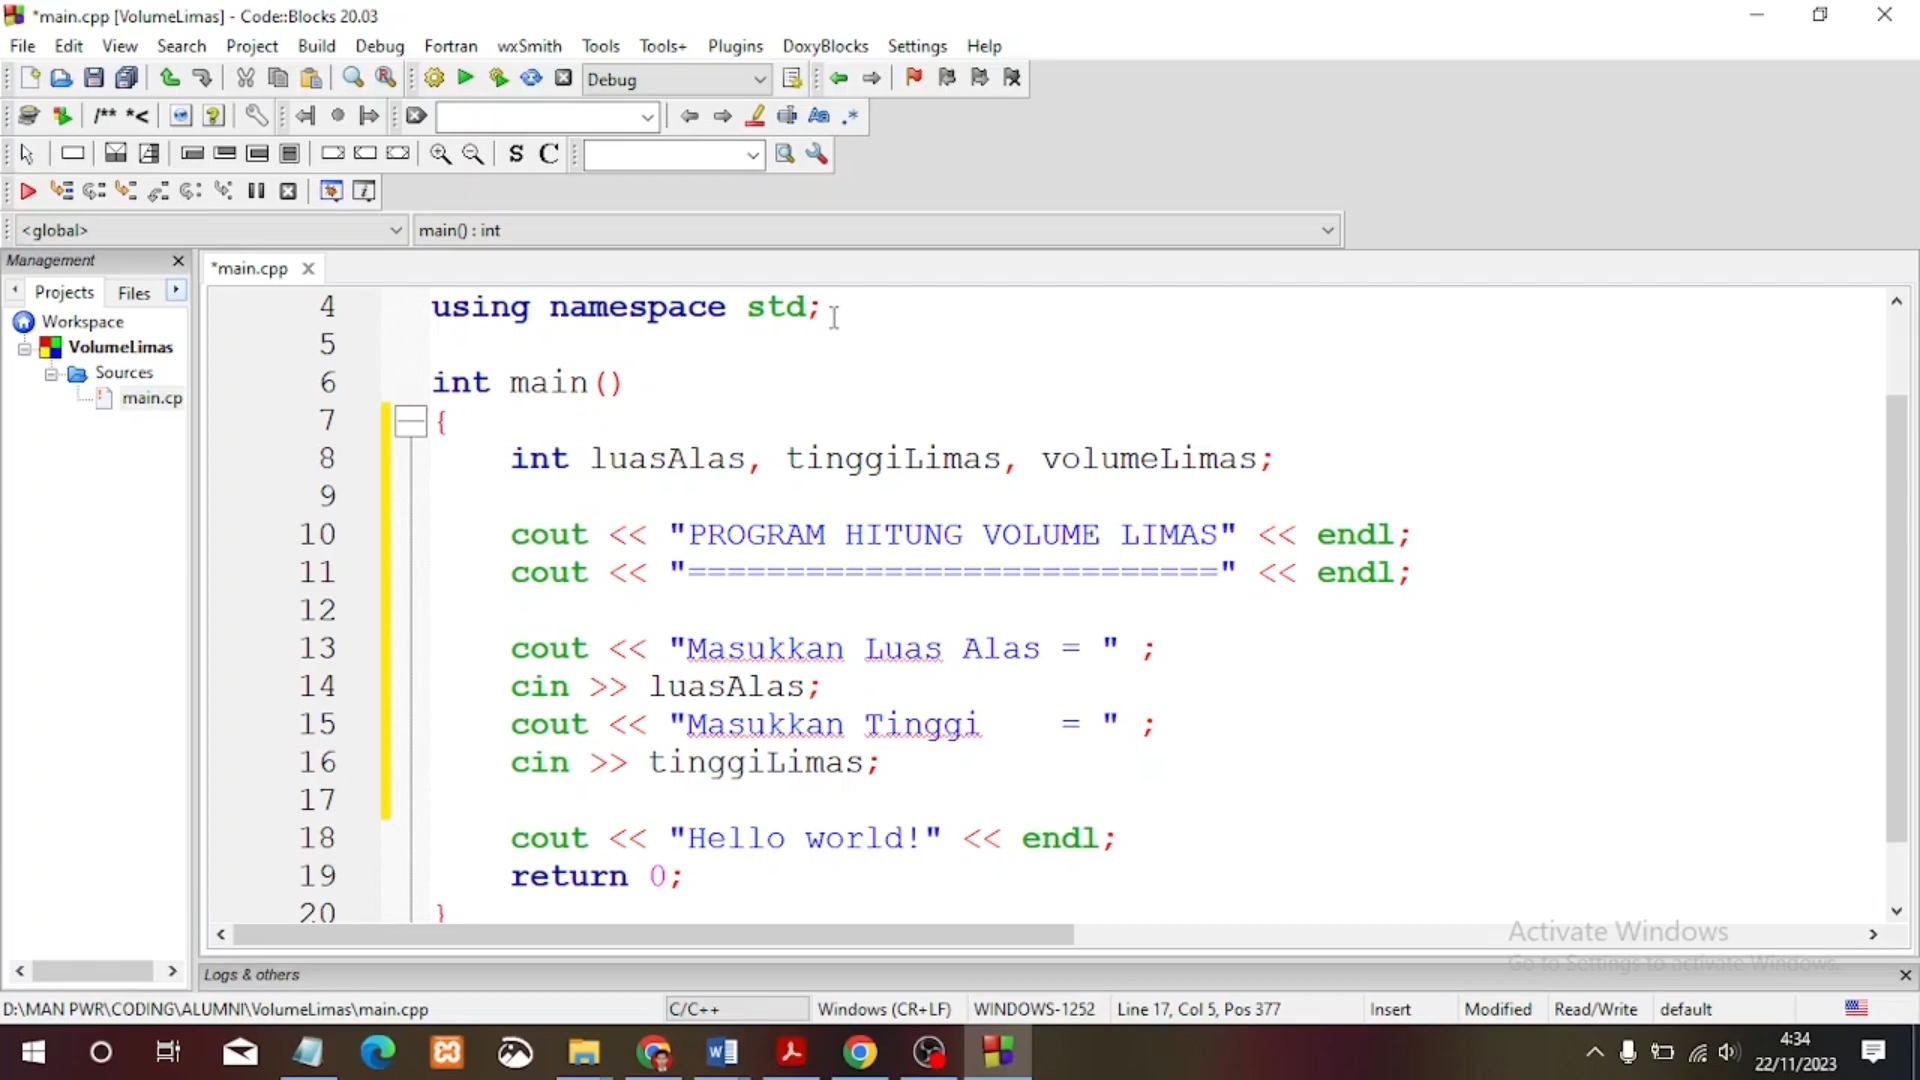 *main.cpp [VolumeLimas] - Code::Blocks 20.03
File Edit View Search Project Build Debug Fortran wxSmith Tools Tools+ Plugins DoxyBlocks Settings Help
Debug
/** *<
S C
<global> main() : int
Management
*main.cpp
Projects Files
Workspace
VolumeLimas
Sources
main.cp
4 using namespace std;
5
6 int main()
7 {
8 int luasAlas, tinggiLimas, volumeLimas;
9
10 cout << "PROGRAM HITUNG VOLUME LIMAS" << endl;
11 cout << "===========================" << endl;
12
13 cout << "Masukkan Luas Alas = " ;
14 cin >> luasAlas;
15 cout << "Masukkan Tinggi    = " ;
16 cin >> tinggiLimas;
17
18 cout << "Hello world!" << endl;
19 return 0;
20 }
Activate Windows
Go to Settings to activate Windows.
Logs & others
D:\MAN PWR\CODING\ALUMNI\VolumeLimas\main.cpp C/C++ Windows (CR+LF) WINDOWS-1252 Line 17, Col 5, Pos 377 Insert Modified Read/Write default
4:34
22/11/2023